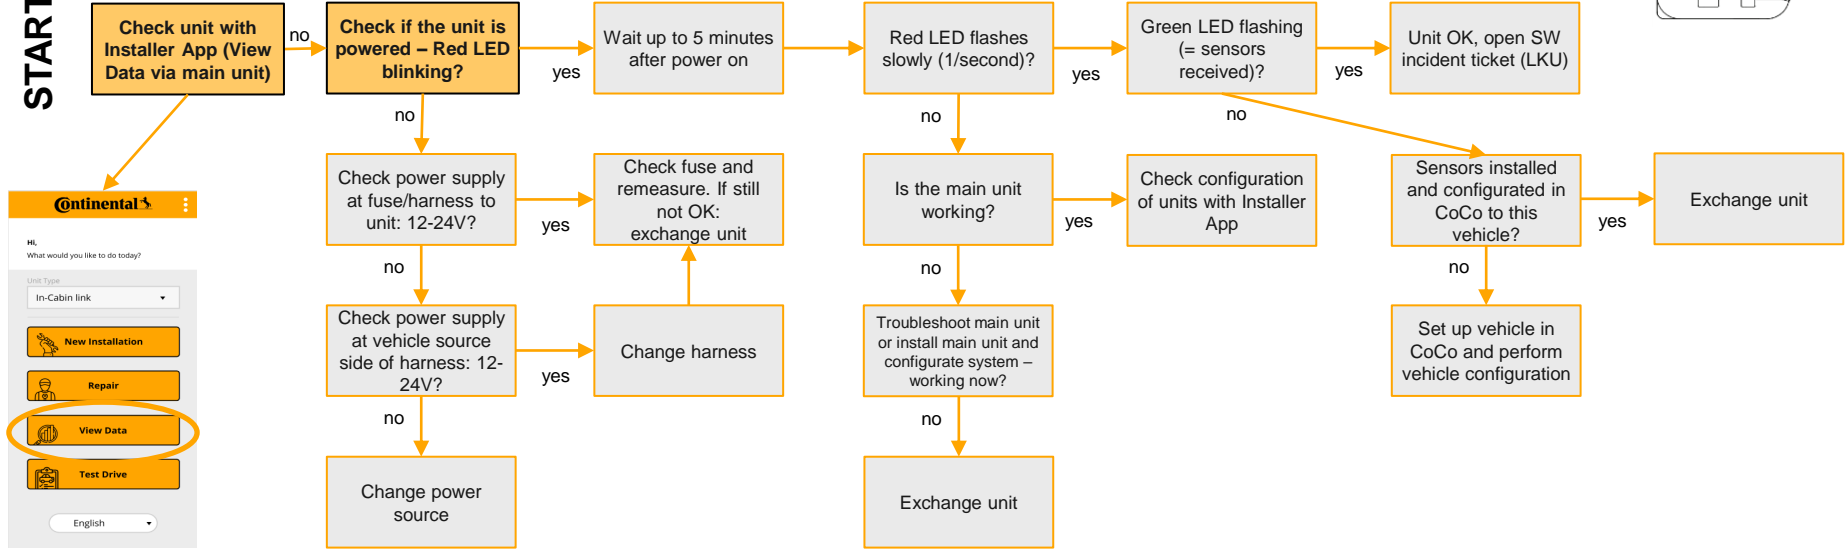 START
Check unit with
Installer App (View
Data via main unit)
no
Check if the unit is
powered – Red LED
blinking?
yes
Wait up to 5 minutes
after power on
Red LED flashes
slowly (1/second)?
yes
Green LED flashing
(= sensors
received)?
yes
Unit OK, open SW
incident ticket (LKU)
no
no
no
Check power supply
at fuse/harness to
unit: 12-24V?
yes
Check fuse and
remeasure. If still
not OK:
exchange unit
Is the main unit
working?
yes
Check configuration
of units with Installer
App
Sensors installed
and configurated in
CoCo to this
vehicle?
yes
Exchange unit
no
no
no
Check power supply
at vehicle source
side of harness: 12-
24V?
yes
Change harness
Troubleshoot main unit
or install main unit and
configurate system –
working now?
Set up vehicle in
CoCo and perform
vehicle configuration
no
no
Change power
source
Exchange unit
Continental
Hi,
What would you like to do today?
Unit Type
In-Cabin link
New Installation
Repair
View Data
Test Drive
English